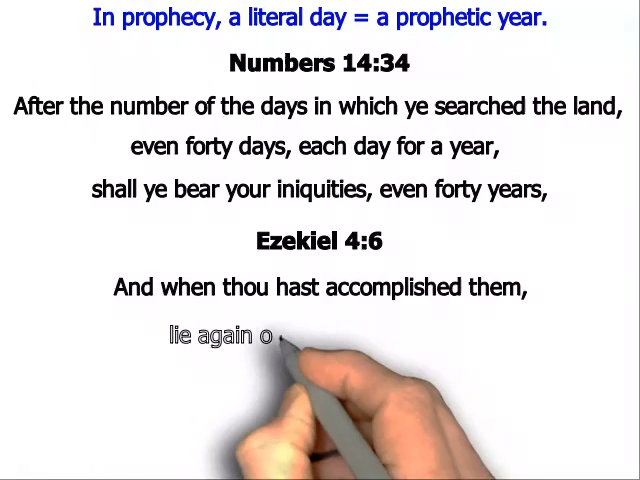 In prophecy, a literal day = a prophetic year.
Numbers 14:34
After the number of the days in which ye searched the land,
even forty days, each day for a year,
shall ye bear your iniquities, even forty years,
Ezekiel 4:6
And when thou hast accomplished them,
lie again o